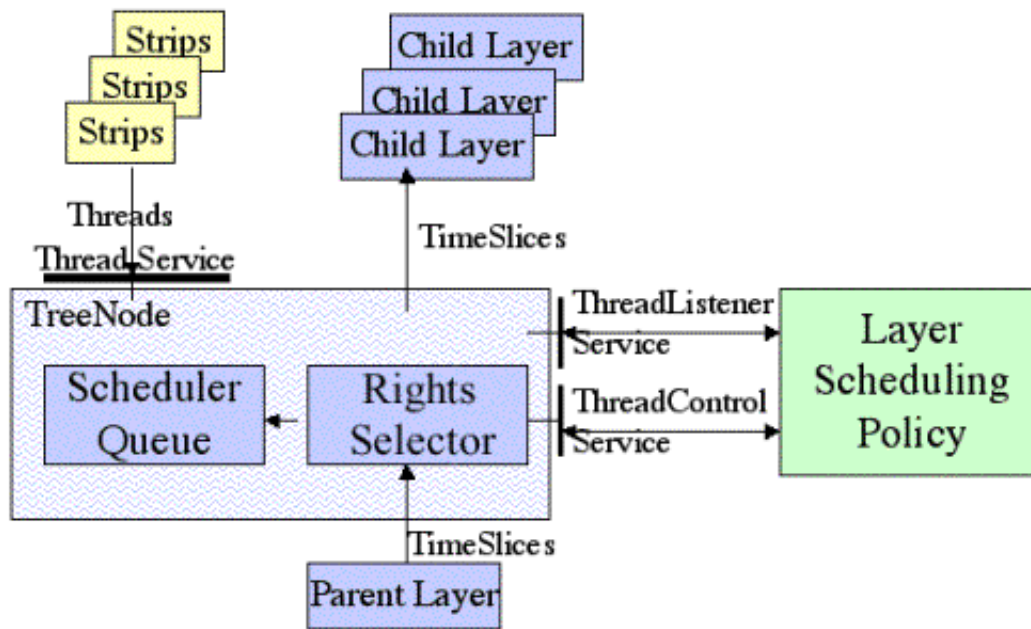 Strips
Strips
Strips
Child Layer
Child Layer
Child Layer
Threads
TimeSlices
Thread Service
TreeNode
ThreadListener
Service
Layer
Scheduling
Policy
Scheduler
Queue
Rights
Selector
ThreadControl
Service
TimeSlices
Parent Layer